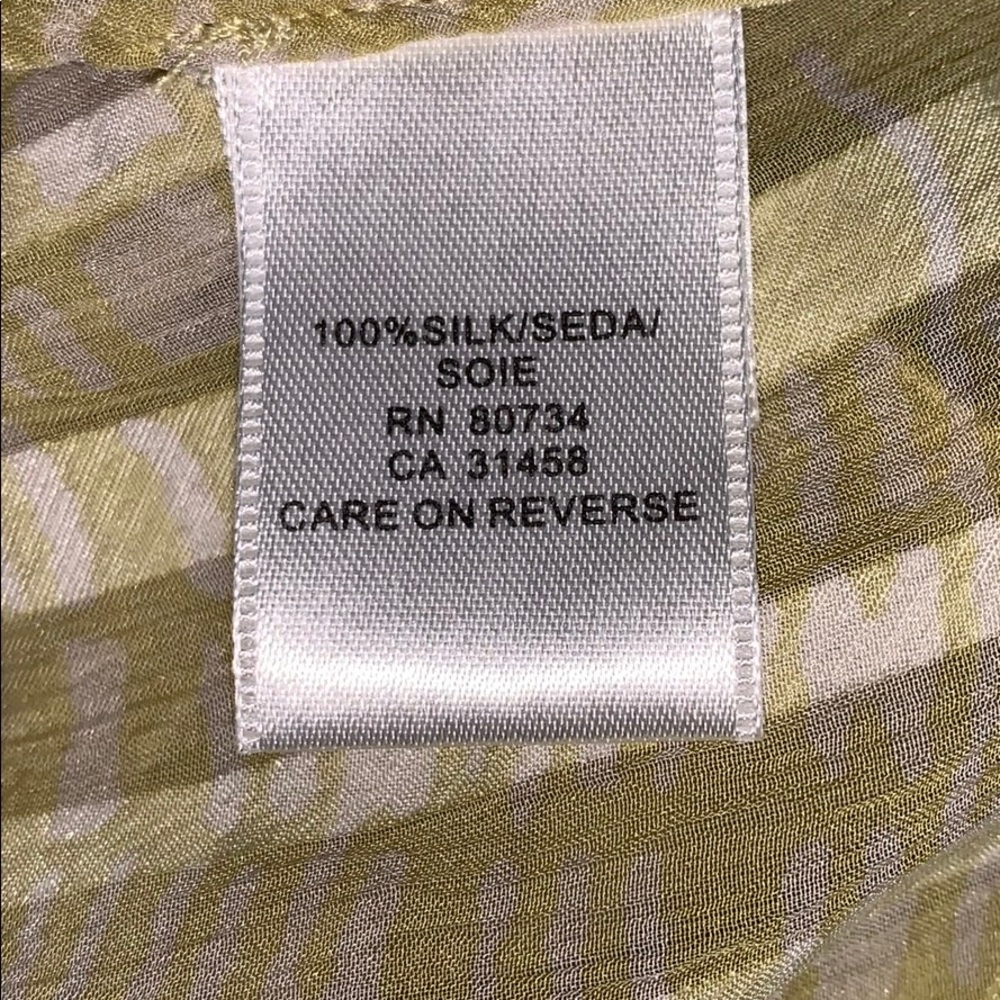 100%SILK/SEDA/
SOIE
RN 80734
CA 31458
CARE ON REVERSE